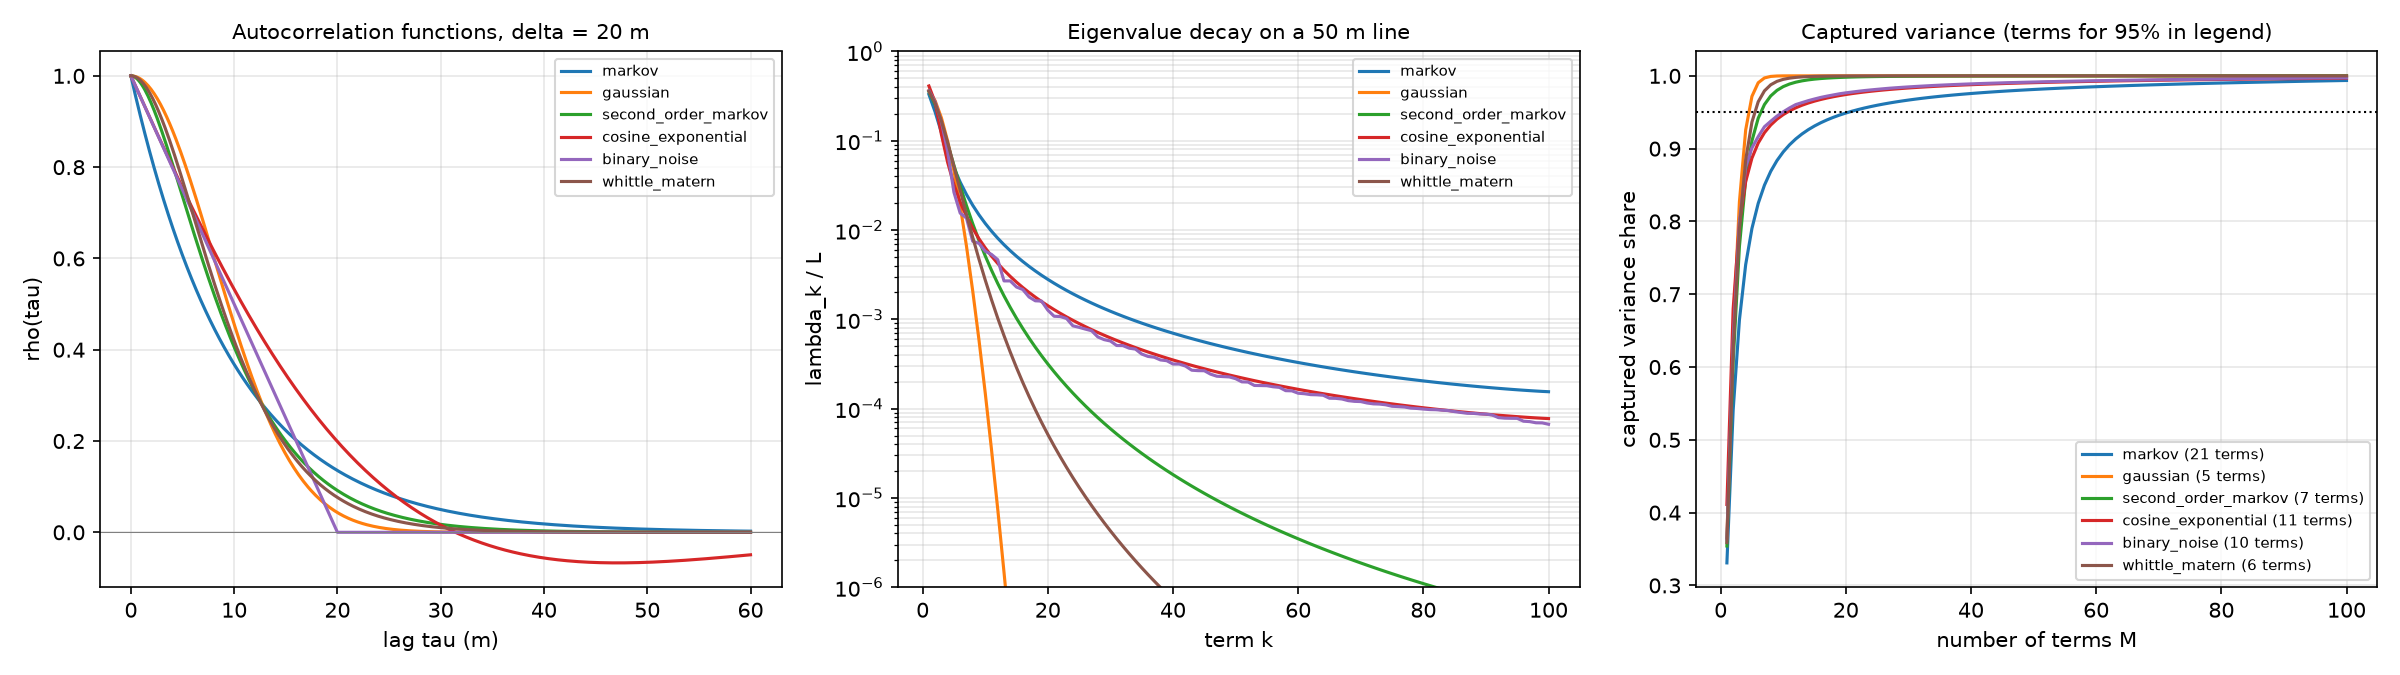 Autocorrelation functions, delta = 20 m
rho(tau)
1.0
0.8
0.6
0.4
0.2
0.0
0 10 20 30 40 50 60
lag tau (m)
markov
gaussian
second_order_markov
cosine_exponential
binary_noise
whittle_matern
Eigenvalue decay on a 50 m line
lambda_k / L
10⁰
10⁻¹
10⁻²
10⁻³
10⁻⁴
10⁻⁵
10⁻⁶
0 20 40 60 80 100
term k
markov
gaussian
second_order_markov
cosine_exponential
binary_noise
whittle_matern
Captured variance (terms for 95% in legend)
captured variance share
1.0
0.9
0.8
0.7
0.6
0.5
0.4
0.3
0 20 40 60 80 100
number of terms M
markov (21 terms)
gaussian (5 terms)
second_order_markov (7 terms)
cosine_exponential (11 terms)
binary_noise (10 terms)
whittle_matern (6 terms)